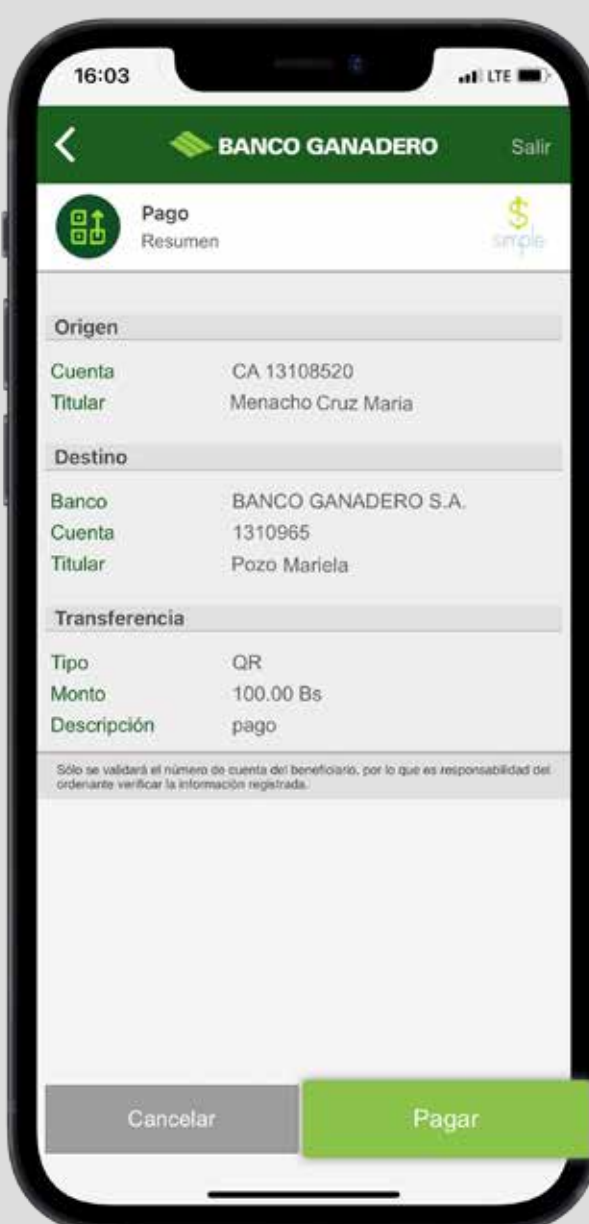 16:03
LTE
BANCO GANADERO
Salir
Pago
Resumen
simple
Origen
Cuenta CA 13108520
Titular Menacho Cruz Maria
Destino
Banco BANCO GANADERO S.A.
Cuenta 1310965
Titular Pozo Mariela
Transferencia
Tipo QR
Monto 100.00 Bs
Descripción pago
Sólo se validará el número de cuenta del beneficiario, por lo que es responsabilidad del
ordenante verificar la información registrada.
Cancelar
Pagar